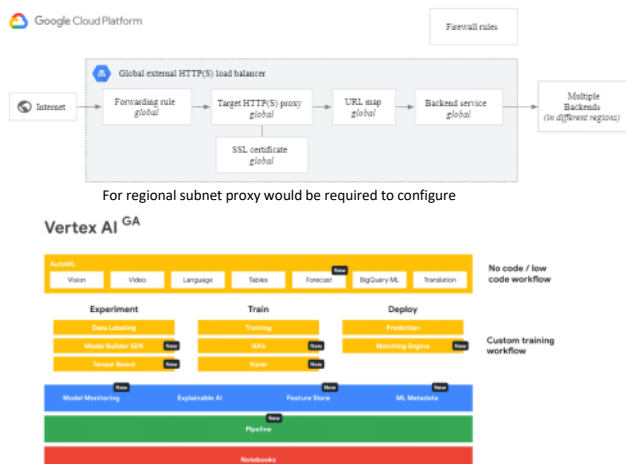 Google Cloud Platform
Firewall rules
Global external HTTP(S) load balancer
Internet
Forwarding rule
global
Target HTTP(S) proxy
global
URL map
global
Backend service
global
Multiple
Backends
(in different regions)
SSL certificate
global
For regional subnet proxy would be required to configure
Vertex AI GA
AutoML
New
Vision Video Language Tables Forecast BigQuery ML Translation
No code / low
code workflow
Experiment Train Deploy
Data Labeling Training Prediction
Model Builder SDK New NAS New Matching Engine New
Custom training
workflow
Tensor Board New Vizier New
New New New
Model Monitoring Explainable AI Feature Store ML Metadata
New
Pipeline
Notebooks